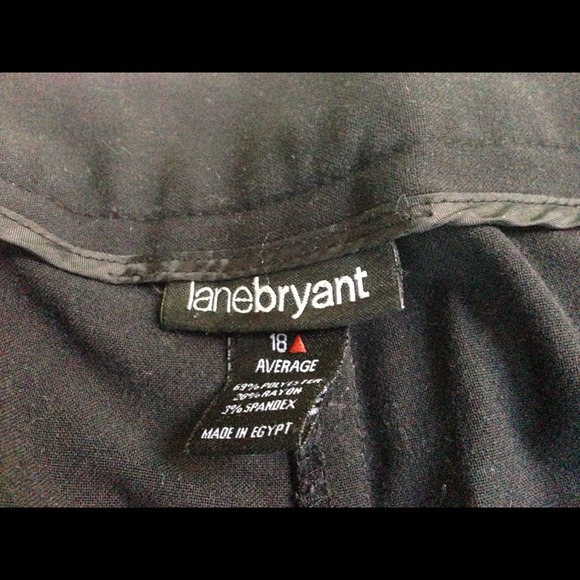 lanebryant
18
AVERAGE
69% POLYESTER
28% RAYON
3% SPANDEX
MADE IN EGYPT